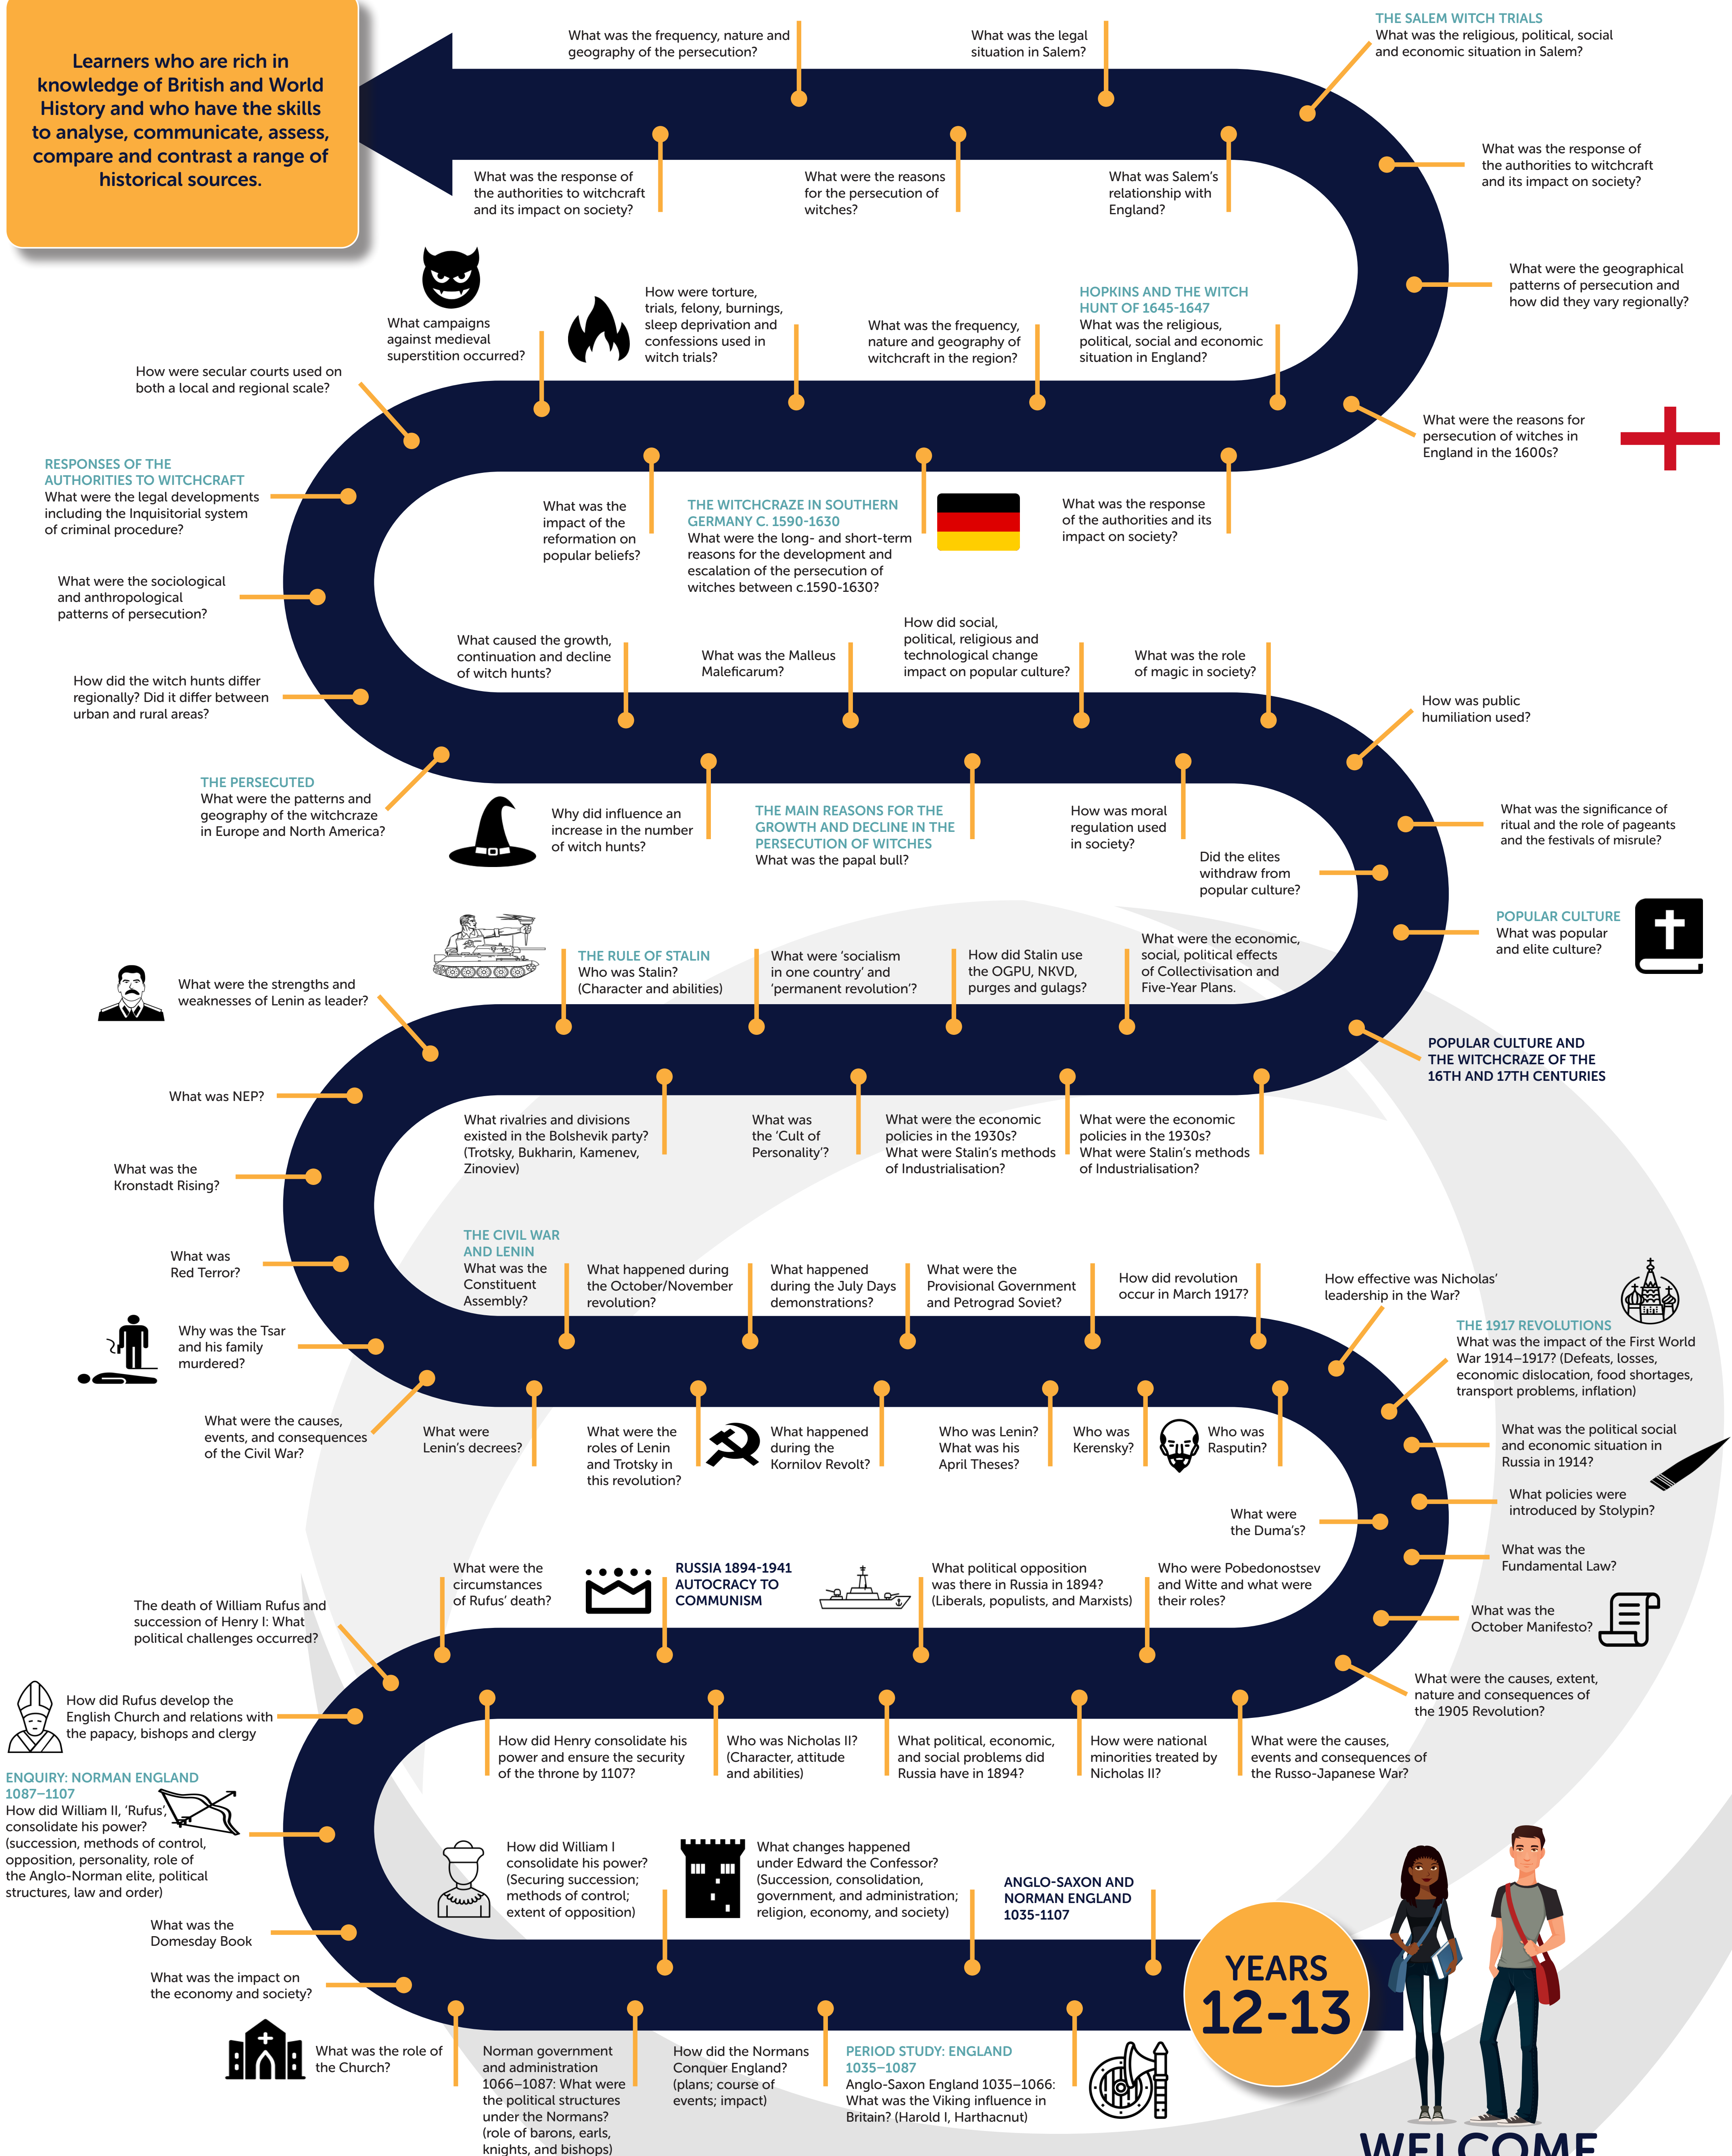 Learners who are rich in
knowledge of British and World
History and who have the skills
to analyse, communicate, assess,
compare and contrast a range of
historical sources.
What was the frequency, nature and
geography of the persecution?
What was the legal
situation in Salem?
THE SALEM WITCH TRIALS
What was the religious, political, social
and economic situation in Salem?
What was the response of
the authorities to witchcraft
and its impact on society?
What were the reasons
for the persecution of
witches?
What was Salem's
relationship with
England?
What was the response of
the authorities to witchcraft
and its impact on society?
What were the geographical
patterns of persecution and
how did they vary regionally?
What campaigns
against medieval
superstition occurred?
How were torture,
trials, felony, burnings,
sleep deprivation and
confessions used in
witch trials?
What was the frequency,
nature and geography of
witchcraft in the region?
HOPKINS AND THE WITCH
HUNT OF 1645-1647
What was the religious,
political, social and economic
situation in England?
How were secular courts used on
both a local and regional scale?
What were the reasons for
persecution of witches in
England in the 1600s?
RESPONSES OF THE
AUTHORITIES TO WITCHCRAFT
What were the legal developments
including the Inquisitorial system
of criminal procedure?
What was the
impact of the
reformation on
popular beliefs?
THE WITCHCRAZE IN SOUTHERN
GERMANY C. 1590-1630
What were the long- and short-term
reasons for the development and
escalation of the persecution of
witches between c.1590-1630?
What was the response
of the authorities and its
impact on society?
What were the sociological
and anthropological
patterns of persecution?
What caused the growth,
continuation and decline
of witch hunts?
What was the Malleus
Maleficarum?
How did social,
political, religious and
technological change
impact on popular culture?
What was the role
of magic in society?
How did the witch hunts differ
regionally? Did it differ between
urban and rural areas?
How was public
humiliation used?
THE PERSECUTED
What were the patterns and
geography of the witchcraze
in Europe and North America?
Why did influence an
increase in the number
of witch hunts?
THE MAIN REASONS FOR THE
GROWTH AND DECLINE IN THE
PERSECUTION OF WITCHES
What was the papal bull?
How was moral
regulation used
in society?
What was the significance of
ritual and the role of pageants
and the festivals of misrule?
Did the elites
withdraw from
popular culture?
POPULAR CULTURE
What was popular
and elite culture?
What were the strengths and
weaknesses of Lenin as leader?
THE RULE OF STALIN
Who was Stalin?
(Character and abilities)
What were 'socialism
in one country' and
'permanent revolution'?
How did Stalin use
the OGPU, NKVD,
purges and gulags?
What were the economic,
social, political effects
of Collectivisation and
Five-Year Plans.
POPULAR CULTURE AND
THE WITCHCRAZE OF THE
16TH AND 17TH CENTURIES
What was NEP?
What rivalries and divisions
existed in the Bolshevik party?
(Trotsky, Bukharin, Kamenev,
Zinoviev)
What was
the 'Cult of
Personality'?
What were the economic
policies in the 1930s?
What were Stalin's methods
of Industrialisation?
What were the economic
policies in the 1930s?
What were Stalin's methods
of Industrialisation?
What was the
Kronstadt Rising?
What was
Red Terror?
THE CIVIL WAR
AND LENIN
What was the
Constituent
Assembly?
What happened during
the October/November
revolution?
What happened
during the July Days
demonstrations?
What were the
Provisional Government
and Petrograd Soviet?
How did revolution
occur in March 1917?
How effective was Nicholas'
leadership in the War?
THE 1917 REVOLUTIONS
What was the impact of the First World
War 1914–1917? (Defeats, losses,
economic dislocation, food shortages,
transport problems, inflation)
Why was the Tsar
and his family
murdered?
What were the causes,
events, and consequences
of the Civil War?
What were
Lenin's decrees?
What were the
roles of Lenin
and Trotsky in
this revolution?
What happened
during the
Kornilov Revolt?
Who was Lenin?
What was his
April Theses?
Who was
Kerensky?
Who was
Rasputin?
What was the political social
and economic situation in
Russia in 1914?
What policies were
introduced by Stolypin?
What were
the Duma's?
What was the
Fundamental Law?
What was the
October Manifesto?
The death of William Rufus and
succession of Henry I: What
political challenges occurred?
What were the
circumstances
of Rufus' death?
RUSSIA 1894-1941
AUTOCRACY TO
COMMUNISM
What political opposition
was there in Russia in 1894?
(Liberals, populists, and Marxists)
Who were Pobedonostsev
and Witte and what were
their roles?
What were the causes, extent,
nature and consequences of
the 1905 Revolution?
How did Rufus develop the
English Church and relations with
the papacy, bishops and clergy
How did Henry consolidate his
power and ensure the security
of the throne by 1107?
Who was Nicholas II?
(Character, attitude
and abilities)
What political, economic,
and social problems did
Russia have in 1894?
How were national
minorities treated by
Nicholas II?
What were the causes,
events and consequences of
the Russo-Japanese War?
ENQUIRY: NORMAN ENGLAND
1087–1107
How did William II, 'Rufus',
consolidate his power?
(succession, methods of control,
opposition, personality, role of
the Anglo-Norman elite, political
structures, law and order)
How did William I
consolidate his power?
(Securing succession;
methods of control;
extent of opposition)
What changes happened
under Edward the Confessor?
(Succession, consolidation,
government, and administration;
religion, economy, and society)
ANGLO-SAXON AND
NORMAN ENGLAND
1035-1107
What was the
Domesday Book
What was the impact on
the economy and society?
YEARS
12-13
What was the role of
the Church?
Norman government
and administration
1066–1087: What were
the political structures
under the Normans?
(role of barons, earls,
knights, and bishops)
How did the Normans
Conquer England?
(plans; course of
events; impact)
PERIOD STUDY: ENGLAND
1035–1087
Anglo-Saxon England 1035–1066:
What was the Viking influence in
Britain? (Harold I, Harthacnut)
WELCOME